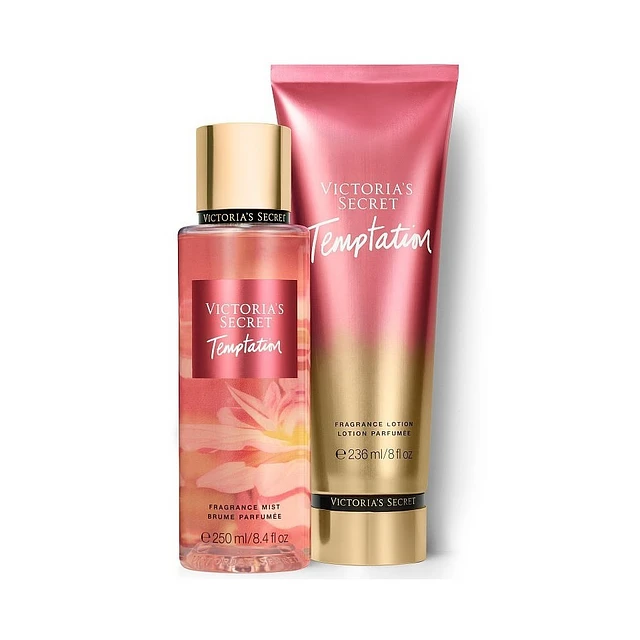 VICTORIA'S SECRET
VICTORIA'S
SECRET
Temptation
FRAGRANCE MIST
BRUME PARFUMÉE
℮ 250 ml/8.4 fl oz
VICTORIA'S
SECRET
Temptation
FRAGRANCE LOTION
LOTION PARFUMÉE
℮ 236 ml/8 fl oz
VICTORIA'S SECRET